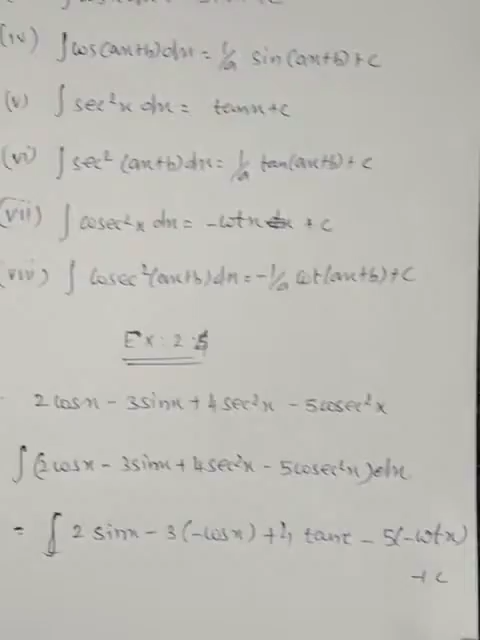 (iv) ∫cos(ax+b)dx = 1/a sin(ax+b)+c
(v) ∫ sec²x dx = tanx+c
(vi) ∫ sec² (ax+b)dx = 1/a tan(ax+b)+c
(vii) ∫ cosec²x dx = -cotx + c
(viii) ∫ cosec²(ax+b)dx = -1/a cot(ax+b)+c
Ex: 2.5
2cosx - 3sinx + 4sec²x - 5cosec²x
∫(2cosx - 3sinx + 4sec²x - 5cosec²x)dx
= ∫ 2 sinx - 3(-cosx) + 4 tanx - 5(-cotx)
+c